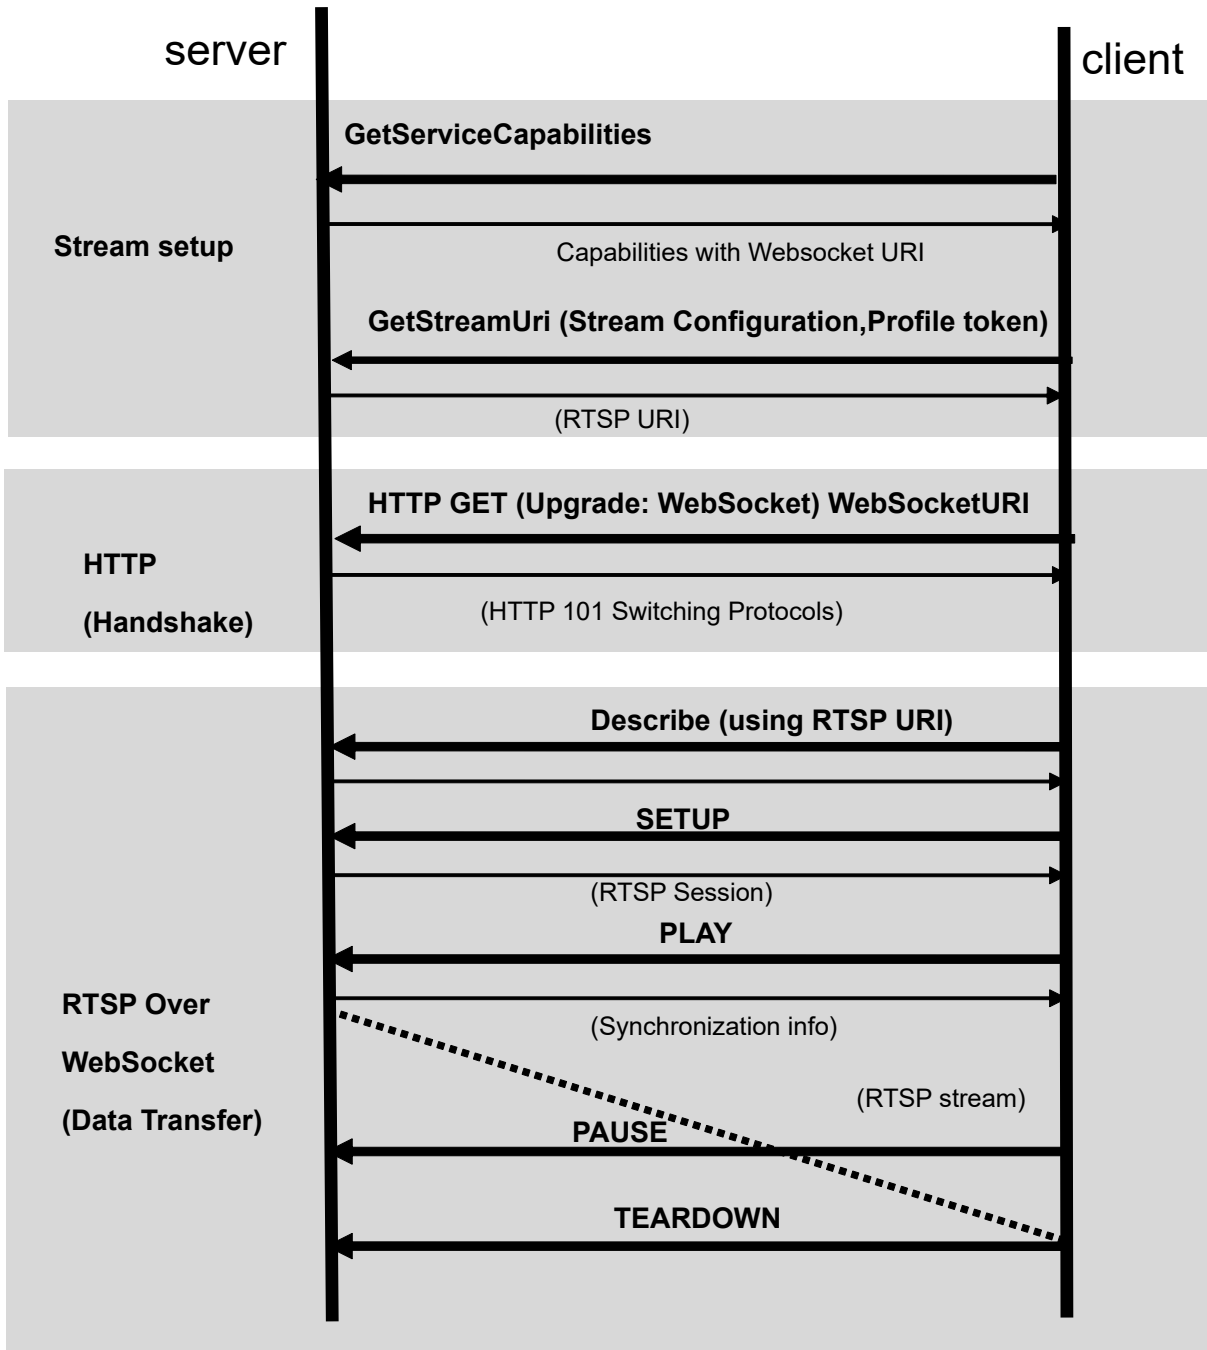 server
client
GetServiceCapabilities
Stream setup
Capabilities with Websocket URI
GetStreamUri (Stream Configuration,Profile token)
(RTSP URI)
HTTP GET (Upgrade: WebSocket) WebSocketURI
HTTP
(Handshake)
(HTTP 101 Switching Protocols)
Describe (using RTSP URI)
SETUP
(RTSP Session)
PLAY
RTSP Over
WebSocket
(Data Transfer)
(Synchronization info)
(RTSP stream)
PAUSE
TEARDOWN